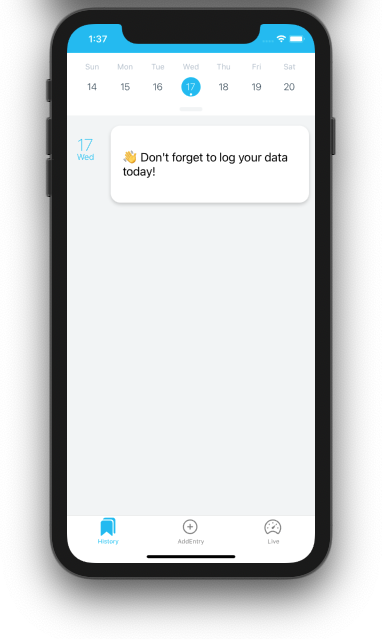 1:37
Sun Mon Tue Wed Thu Fri Sat
14 15 16 17 18 19 20
17
Wed
👋 Don't forget to log your data
today!
History AddEntry Live